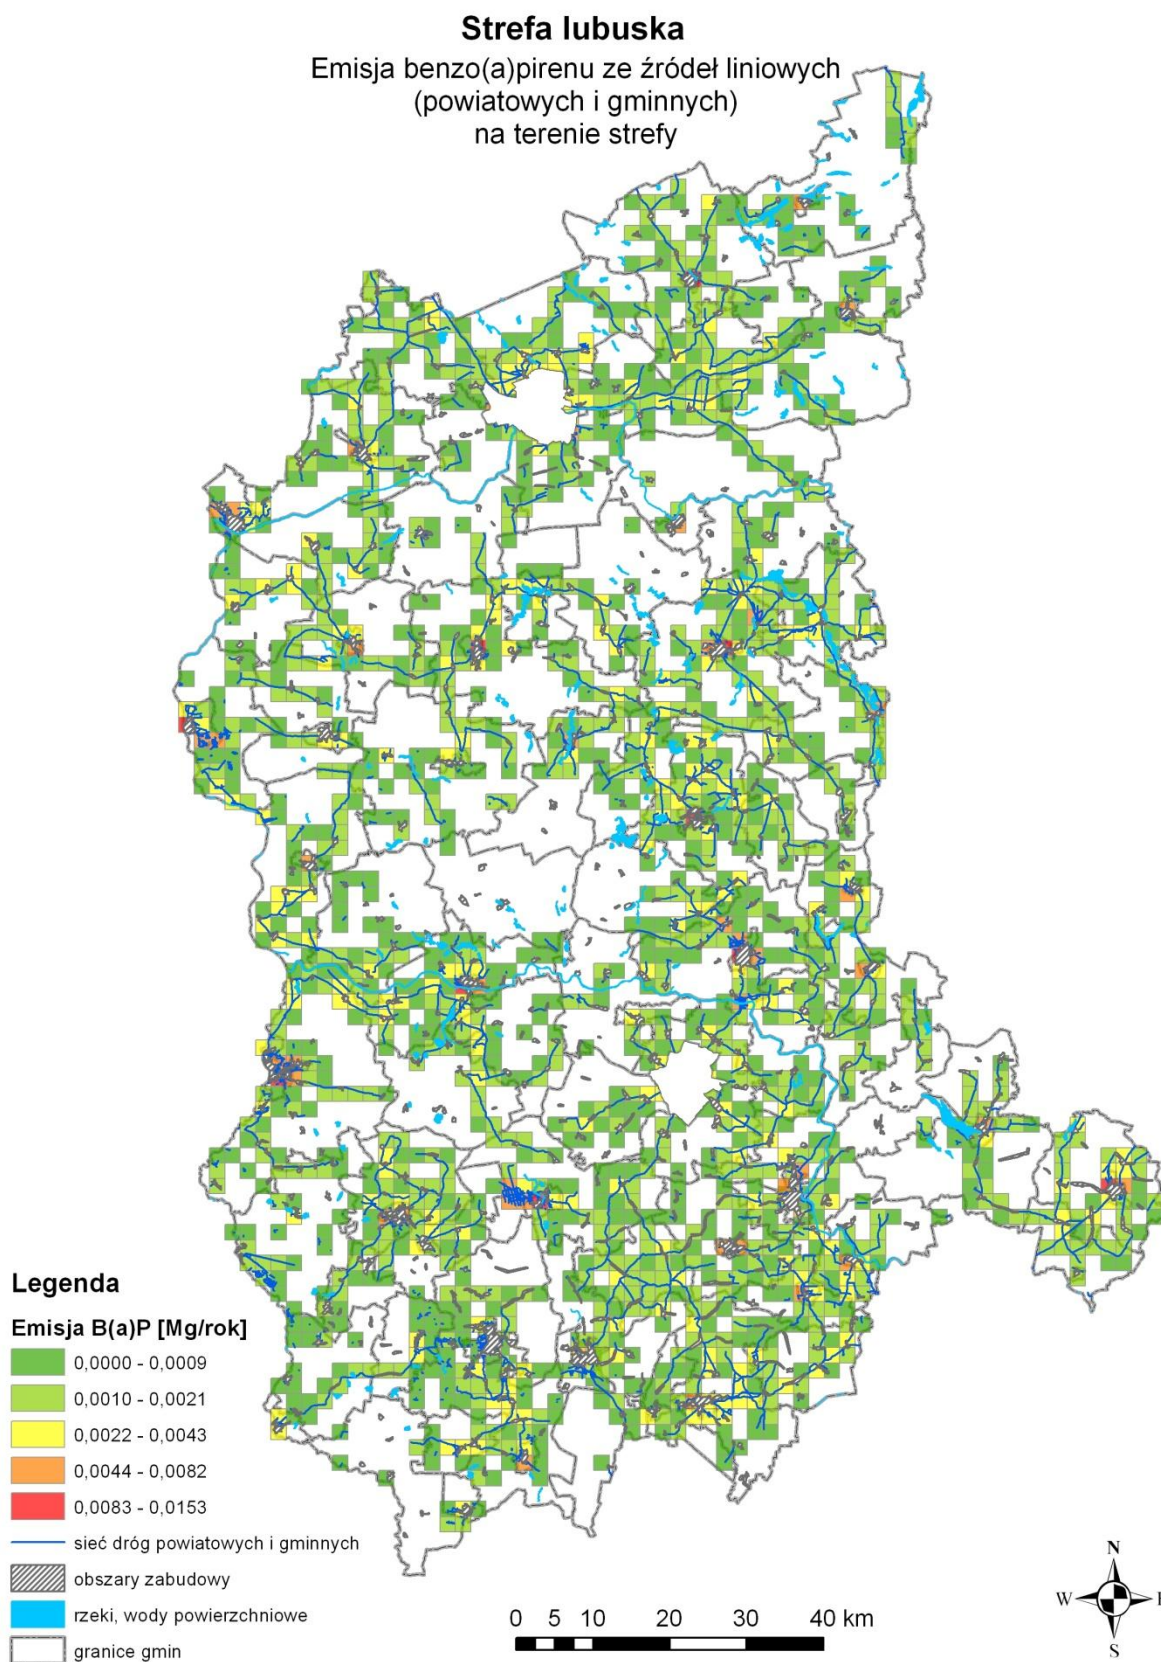 Strefa lubuska
Emisja benzo(a)pirenu ze źródeł liniowych
(powiatowych i gminnych)
na terenie strefy
Legenda
Emisja B(a)P [Mg/rok]
0,0000 - 0,0009
0,0010 - 0,0021
0,0022 - 0,0043
0,0044 - 0,0082
0,0083 - 0,0153
sieć dróg powiatowych i gminnych
obszary zabudowy
rzeki, wody powierzchniowe
granice gmin
0 5 10 20 30 40 km
N
W
S